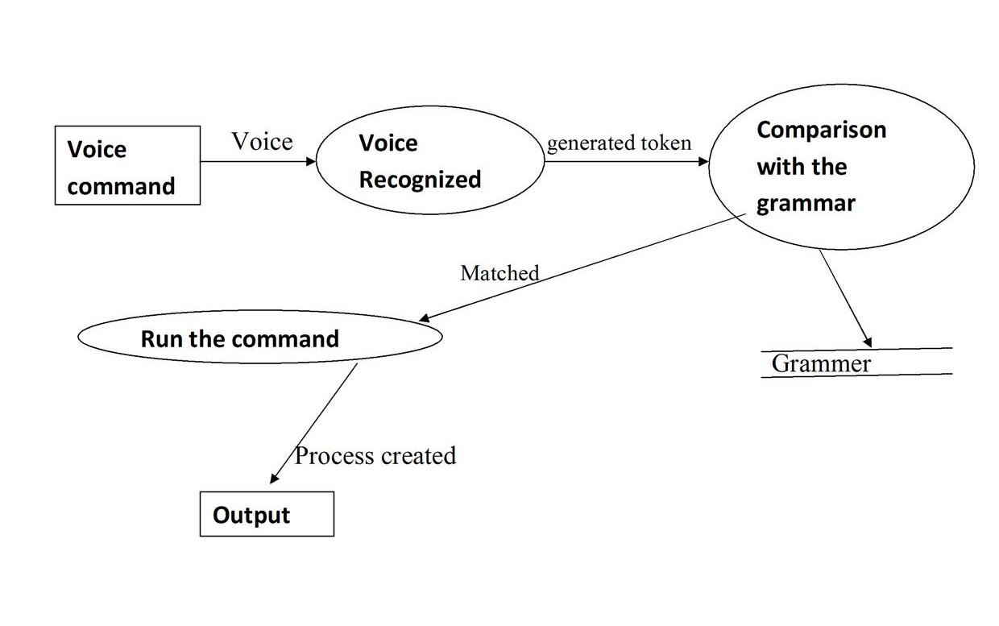 Voice
command
Voice
Voice
Recognized
generated token
Comparison
with the
grammar
Matched
Run the command
Grammer
Process created
Output